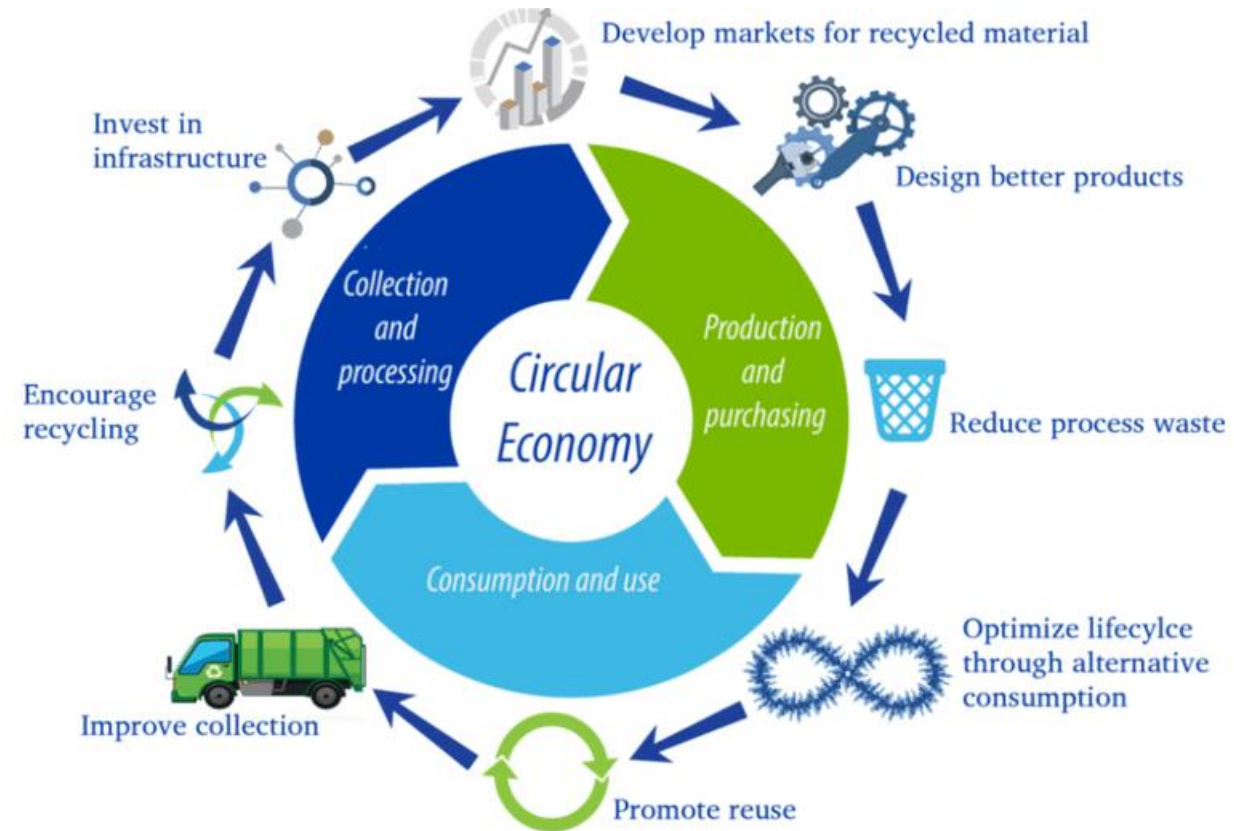 Develop markets for recycled material
Invest in
infrastructure
Design better products
Collection
and
processing
Production
and
purchasing
Circular
Economy
Encourage
recycling
Reduce process waste
Consumption and use
Optimize lifecylce
through alternative
consumption
Improve collection
Promote reuse